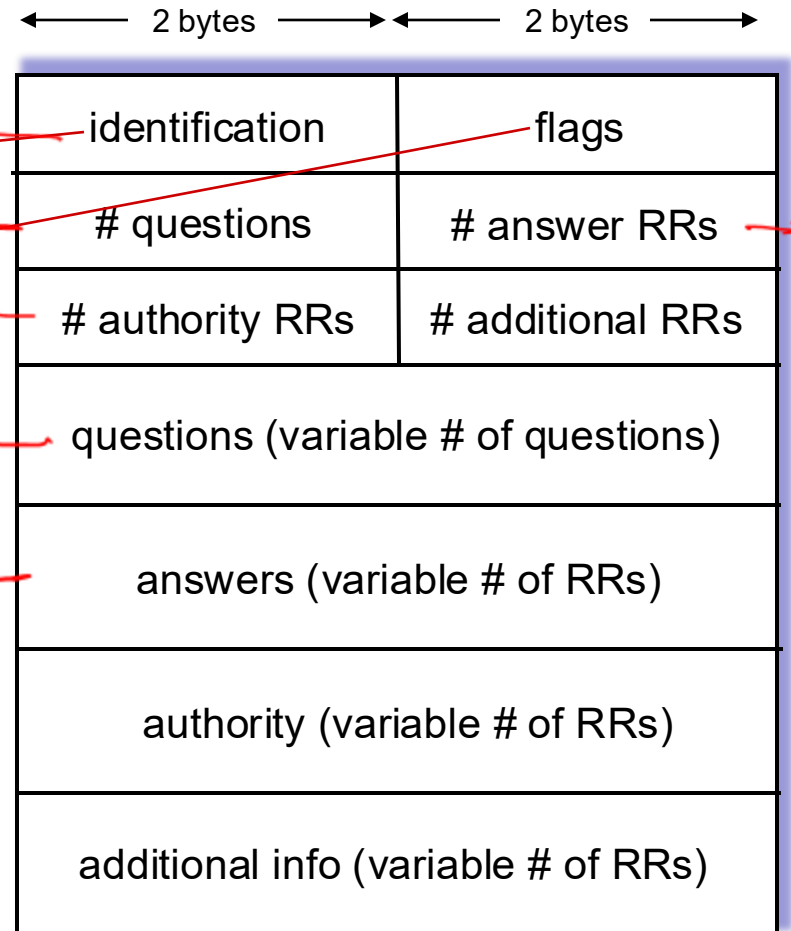 2 bytes 2 bytes
identification flags
# questions # answer RRs
# authority RRs # additional RRs
questions (variable # of questions)
answers (variable # of RRs)
authority (variable # of RRs)
additional info (variable # of RRs)